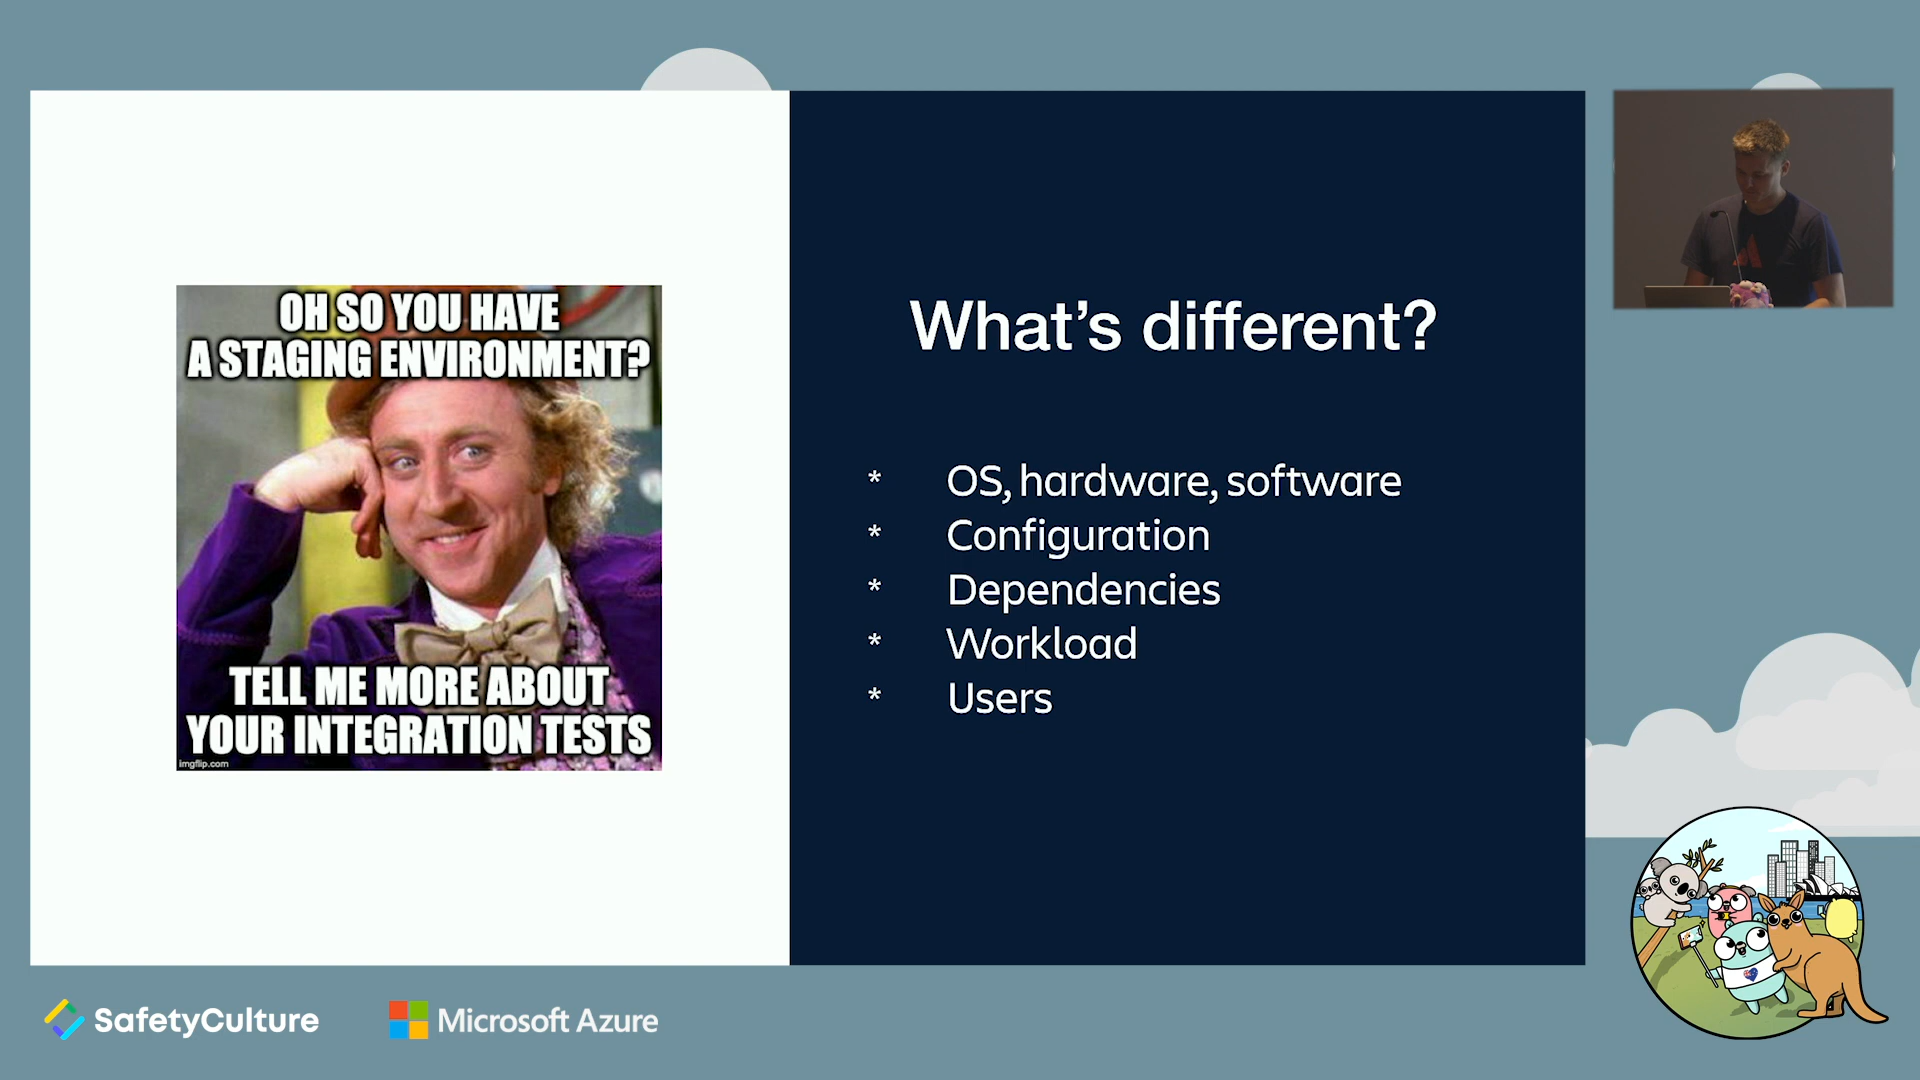 OH SO YOU HAVE
A STAGING ENVIRONMENT?
TELL ME MORE ABOUT
YOUR INTEGRATION TESTS
imgflip.com
What's different?
* OS, hardware, software
* Configuration
* Dependencies
* Workload
* Users
SafetyCulture
Microsoft Azure